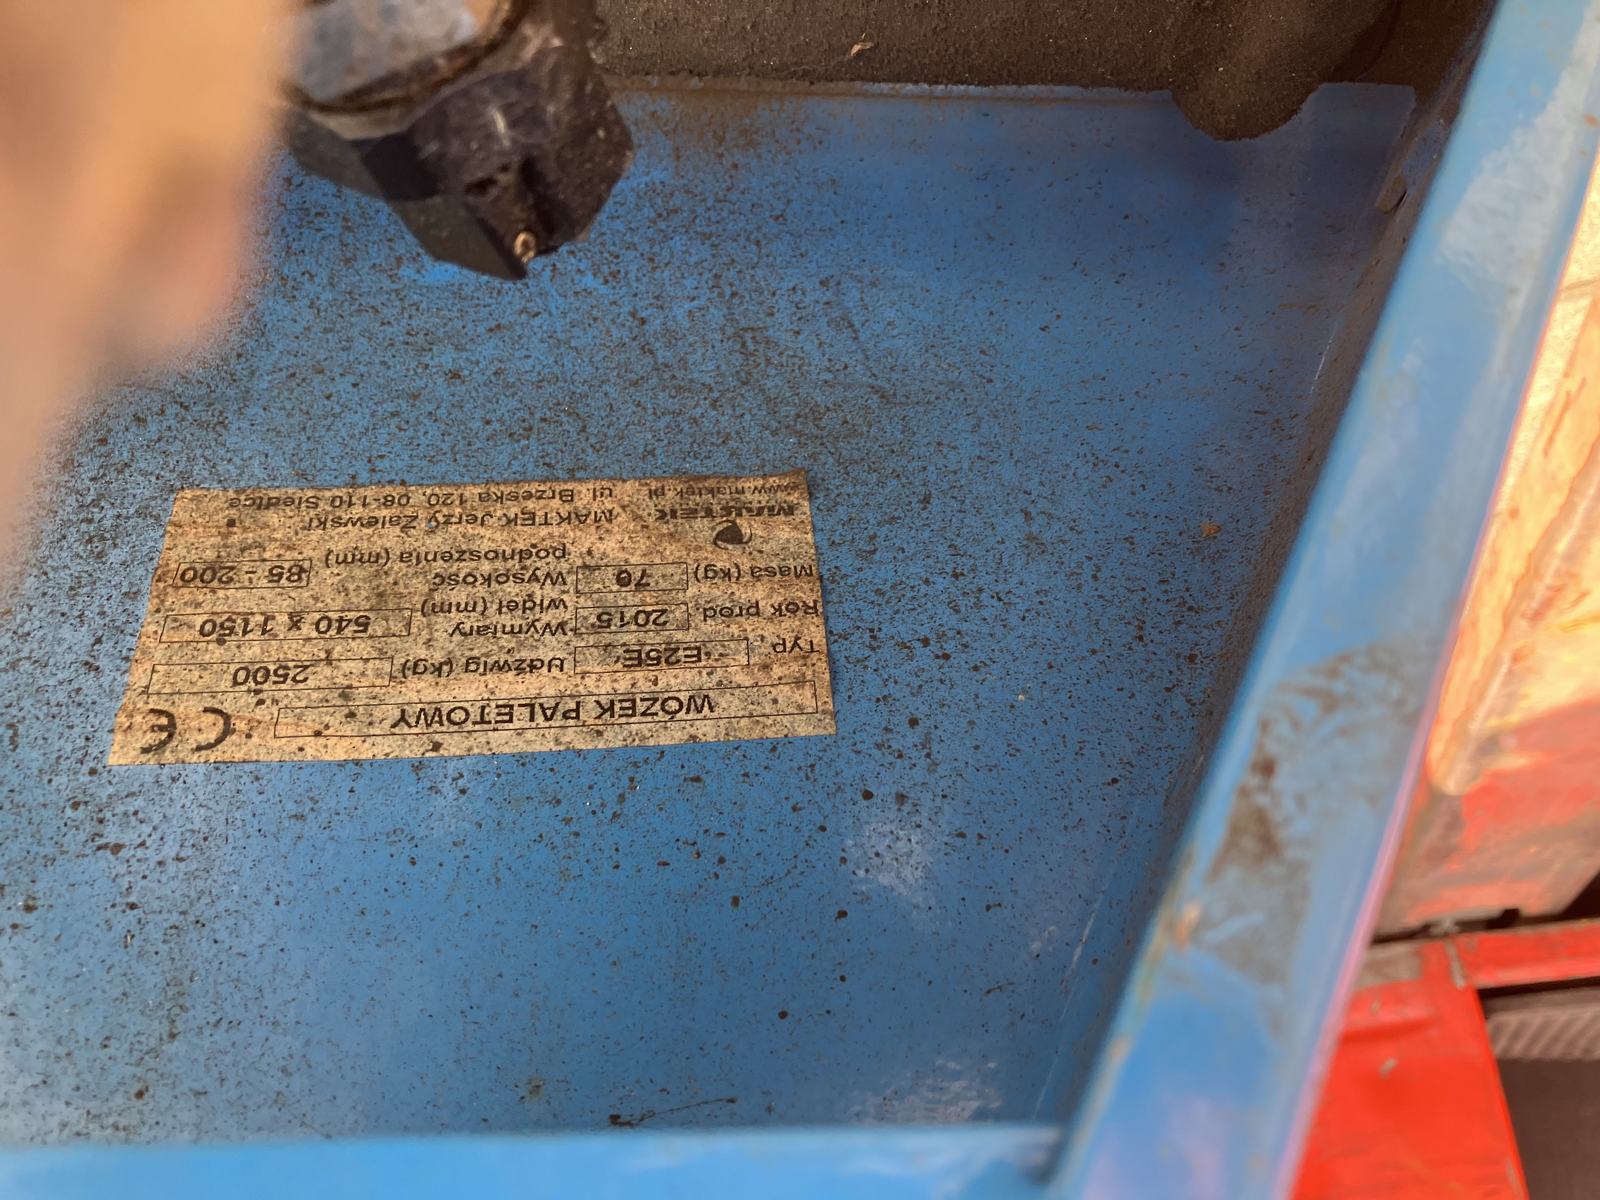 WÓZEK PALETOWY CE
Typ. E25E Udźwig (kg) 2500
Rok prod. 2015 Wymiary wideł (mm) 540 x 1150
Masa (kg) 70 Wysokość podnoszenia (mm) 85 - 200
MAKTEK MAKTEK Jerzy Zalewski
www.maktek.pl ul. Brzeska 120, 08-110 Siedlce